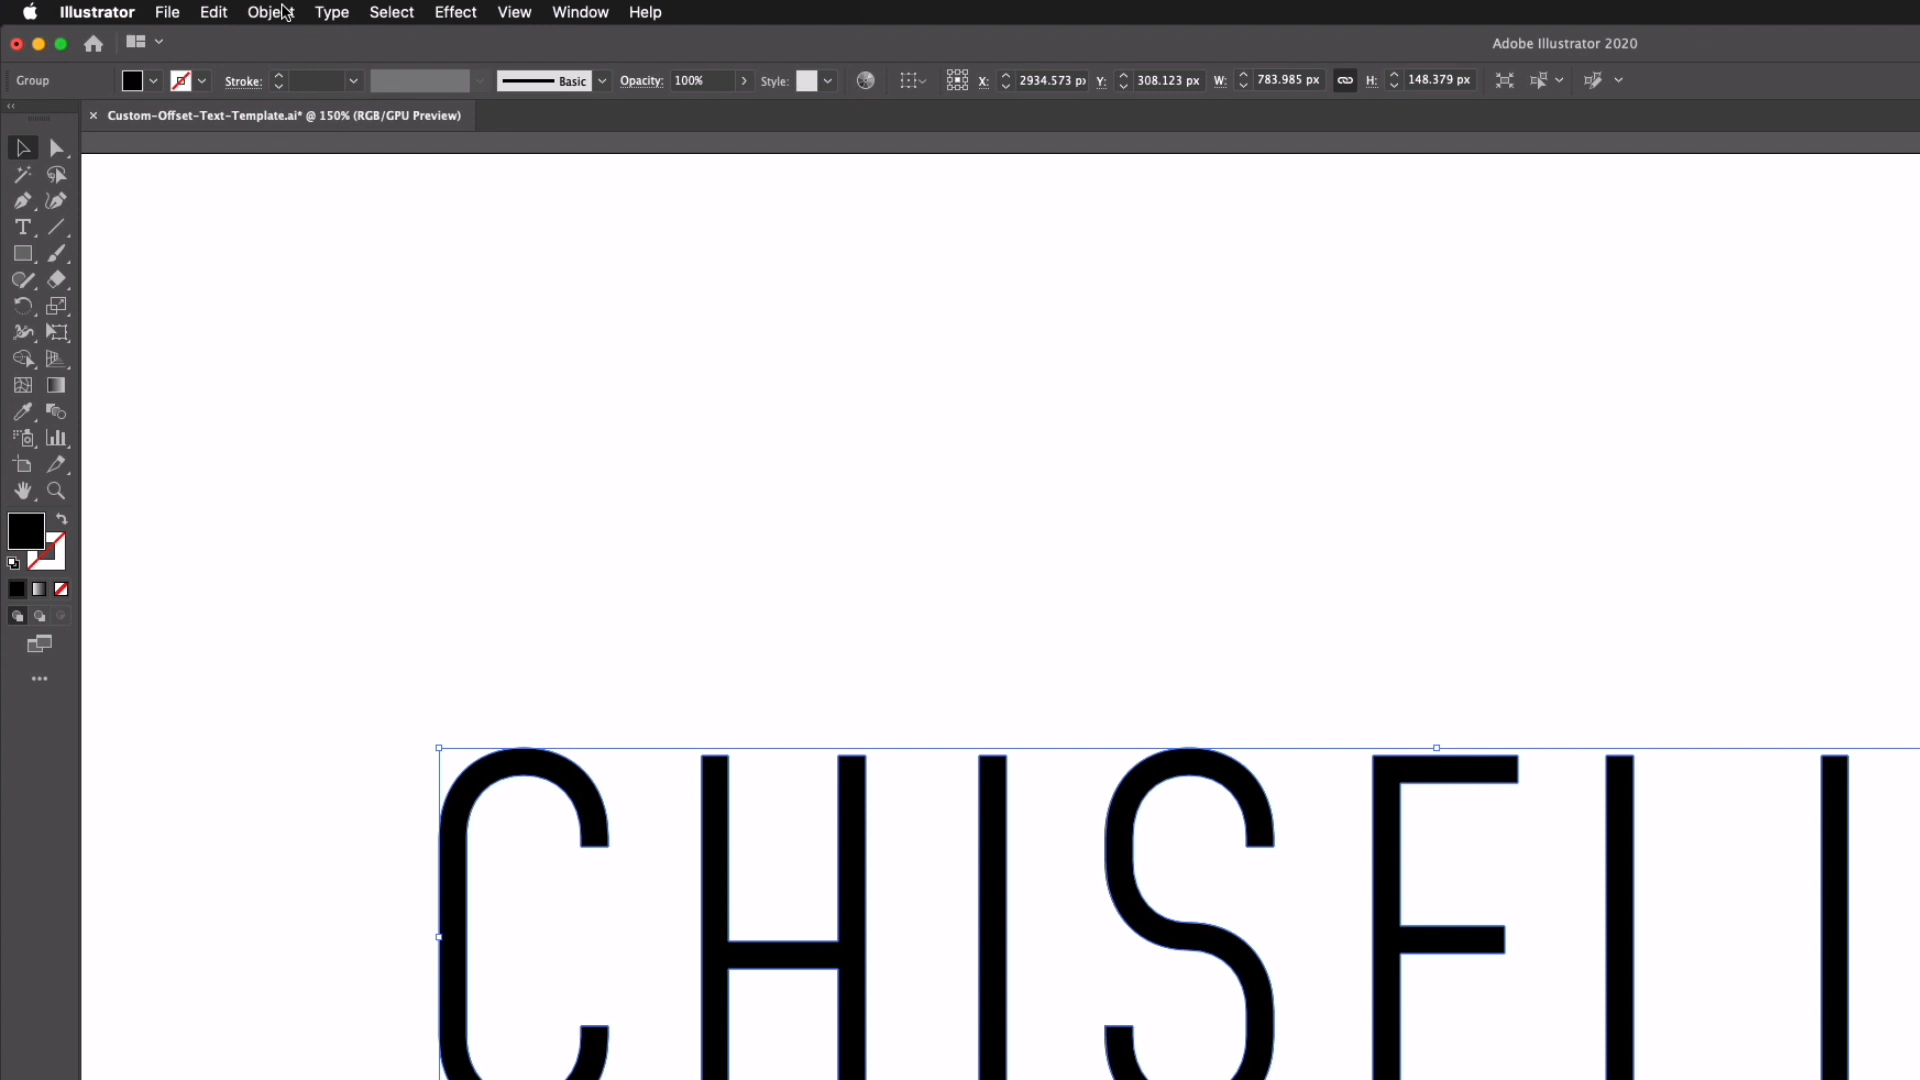 Illustrator File Edit Object Type Select Effect View Window Help
Adobe Illustrator 2020
Group Stroke: Basic Opacity: 100% Style: X: 2934.573 px Y: 308.123 px W: 783.985 px H: 148.379 px
Custom-Offset-Text-Template.ai* @ 150% (RGB/GPU Preview)
CHISEL